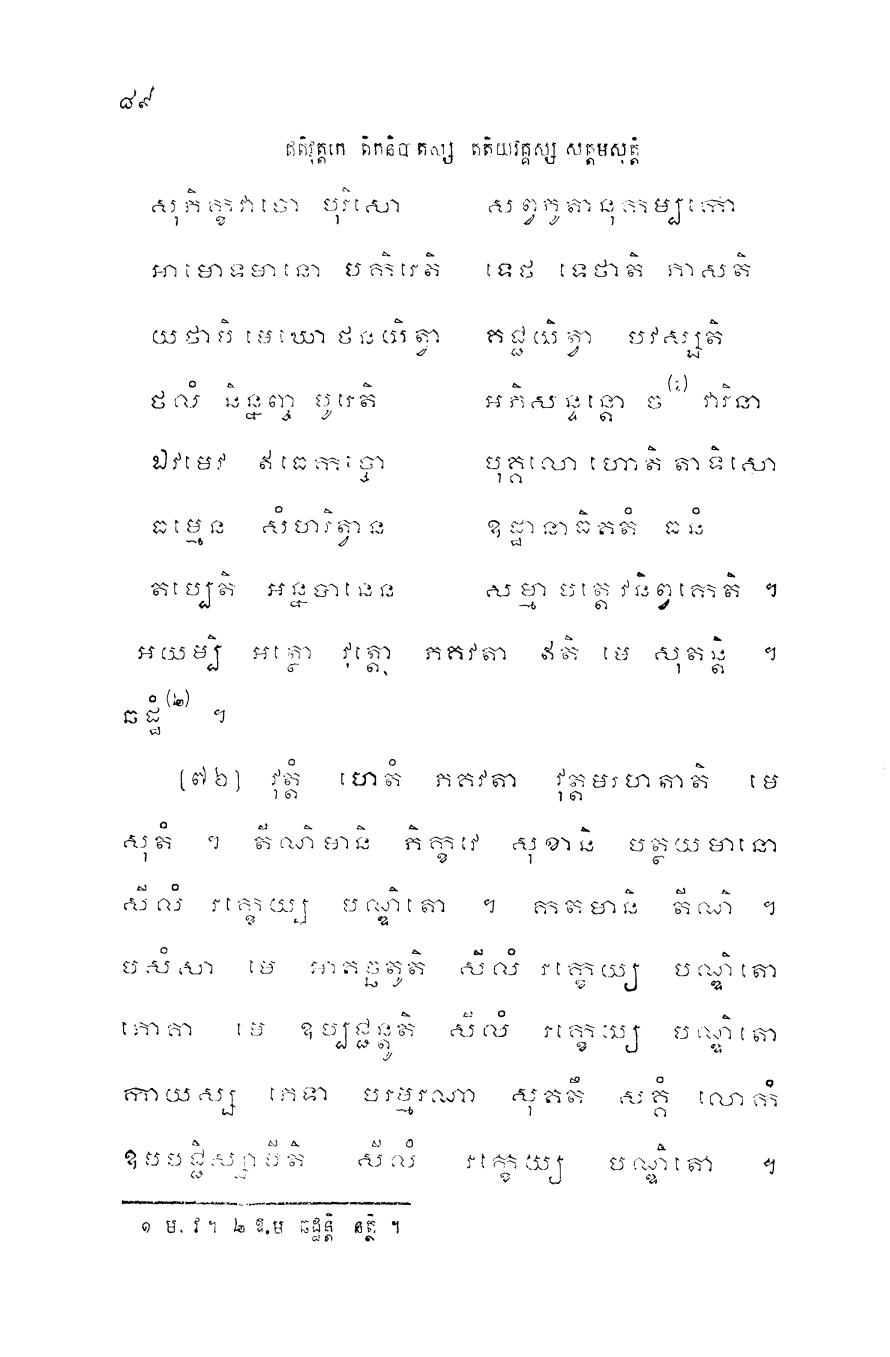 ៨៩
ឥតិវុត្តកេ តិកនិបាតស្ស តតិយវគ្គស្ស សត្តមសុត្តំ
សុភិក្ខវាចោ បុរិសោ សព្វភូតានុកម្បកោ
អាមោទមានោ បកិរេតិ ទេថ ទេថាតិ ភាសតិ
យថាបិ មេឃោ ថនយិត្វា គជ្ជយិត្វា បវស្សតិ
ថលំ និន្នញ្ច បូរេតិ អភិសន្ទន្តោ ច (១) វារិនា
ឯវមេវ ឥធេកច្ចោ បុគ្គលោ ហោតិ តាទិសោ
ធម្មេន សំហរិត្វាន ឧដ្ឋានាធិគតំ ធនំ
តប្បេតិ អន្នបានេន សម្មា បត្តេ វនិព្វកេតិ ។
អយម្បិ អត្ថោ វុត្តោ ភគវតា ឥតិ មេ សុតន្តិ ។
ឆដ្ឋំ (២) ។
(៧៦) វុត្តំ ហេតំ ភគវតា វុត្តមរហតាតិ មេ
សុតំ ។ តីណិមានិ ភិក្ខវេ សុខានិ បត្ថយមានោ
សីលំ រក្ខេយ្យ បណ្ឌិតោ ។ កតមានិ តីណិ ។
បសំសា មេ អាគច្ឆតូតិ សីលំ រក្ខេយ្យ បណ្ឌិតោ
ភោគា មេ ឧប្បជ្ជន្តូតិ សីលំ រក្ខេយ្យ បណ្ឌិតោ
កាយស្ស ភេទា បរម្មរណា សុគតឹ សគ្គំ លោកំ
ឧបបជ្ជិស្សាមីតិ សីលំ រក្ខេយ្យ បណ្ឌិតោ ។
១ ម. វ ។ ២ ឱ.ម ឆដ្ឋន្តិ នត្ថិ ។